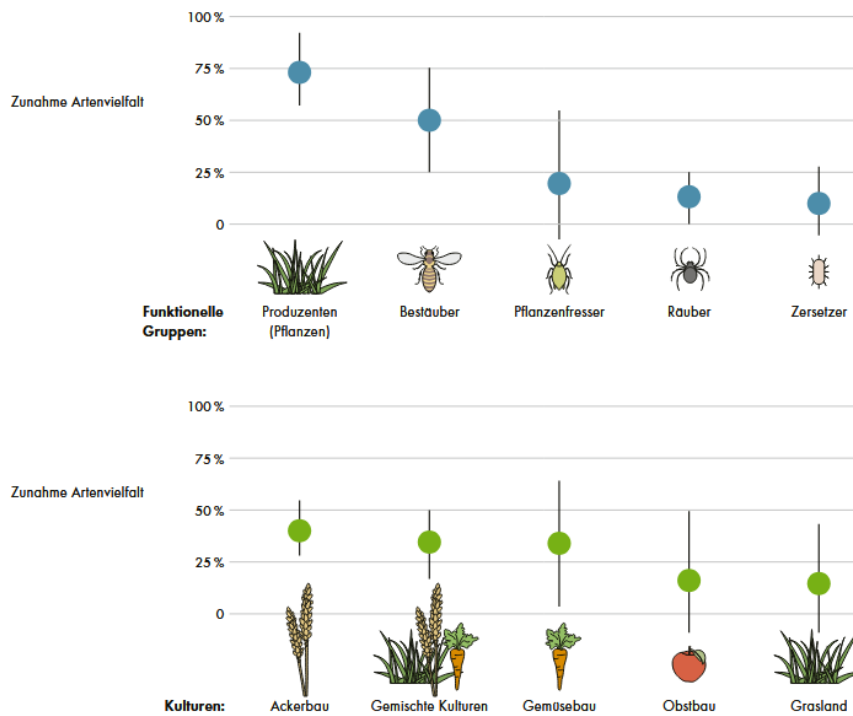 100 %
75 %
Zunahme Artenvielfalt
50 %
25 %
0
Funktionelle Gruppen:
Produzenten (Pflanzen)
Bestäuber
Pflanzenfresser
Räuber
Zersetzer
100 %
75 %
Zunahme Artenvielfalt
50 %
25 %
0
Kulturen:
Ackerbau
Gemischte Kulturen
Gemüsebau
Obstbau
Grasland